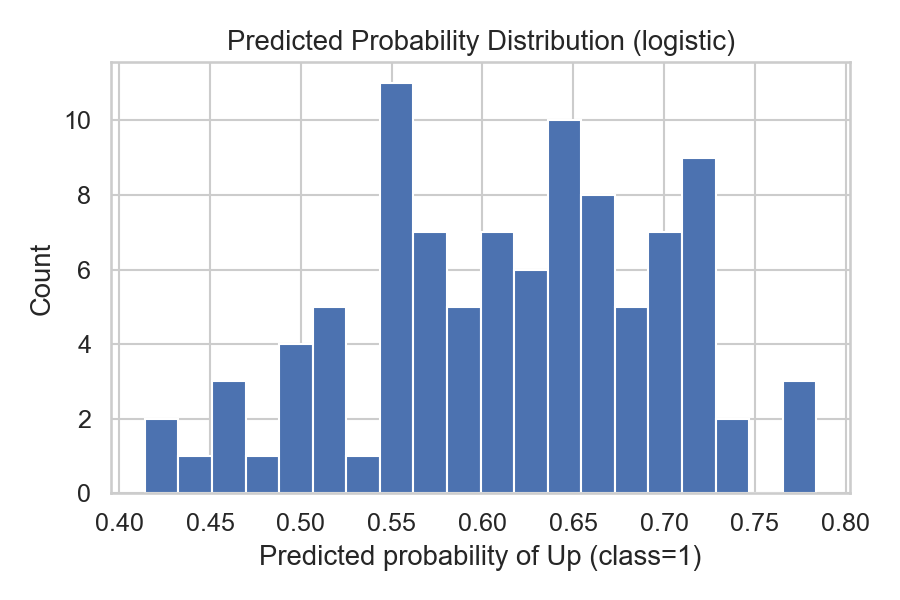 Predicted Probability Distribution (logistic)
Count
10
8
6
4
2
0
0.40 0.45 0.50 0.55 0.60 0.65 0.70 0.75 0.80
Predicted probability of Up (class=1)